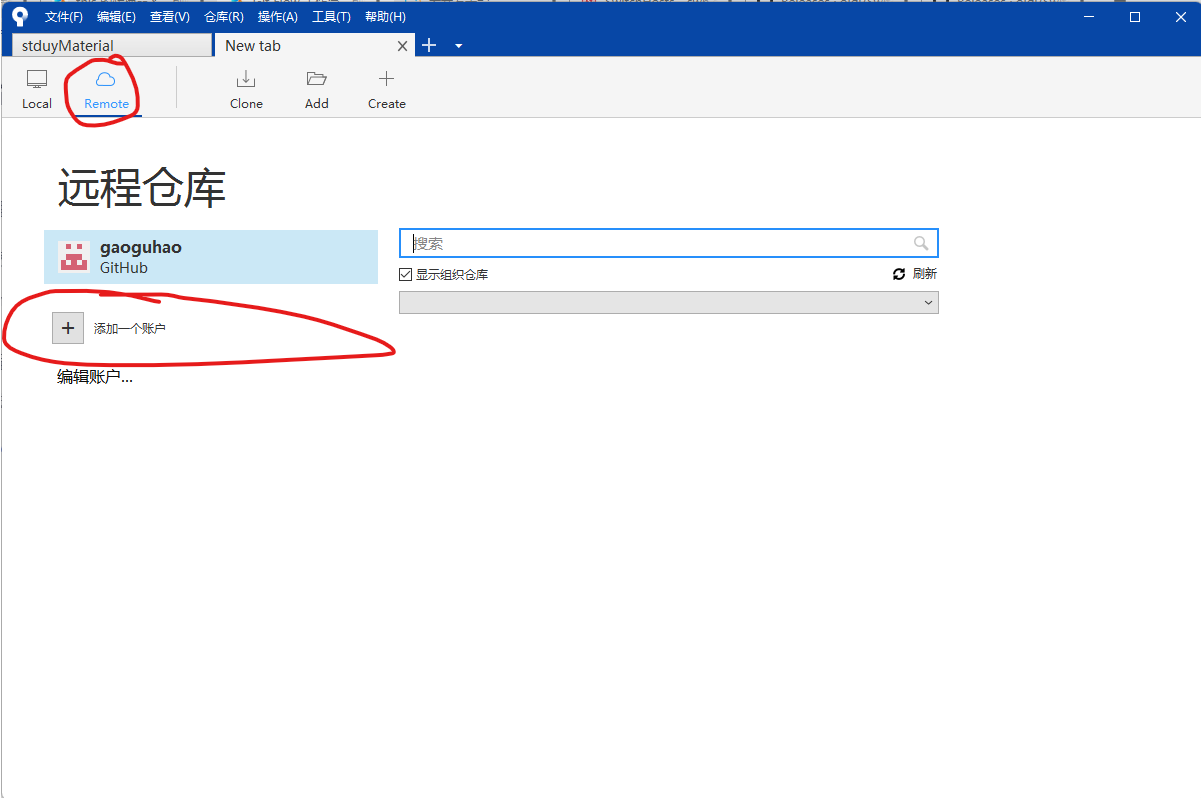 文件(F) 编辑(E) 查看(V) 仓库(R) 操作(A) 工具(T) 帮助(H)
stduyMaterial New tab
Local Remote Clone Add Create
远程仓库
gaoguhao
GitHub
搜索
显示组织仓库 刷新
添加一个账户
编辑账户...